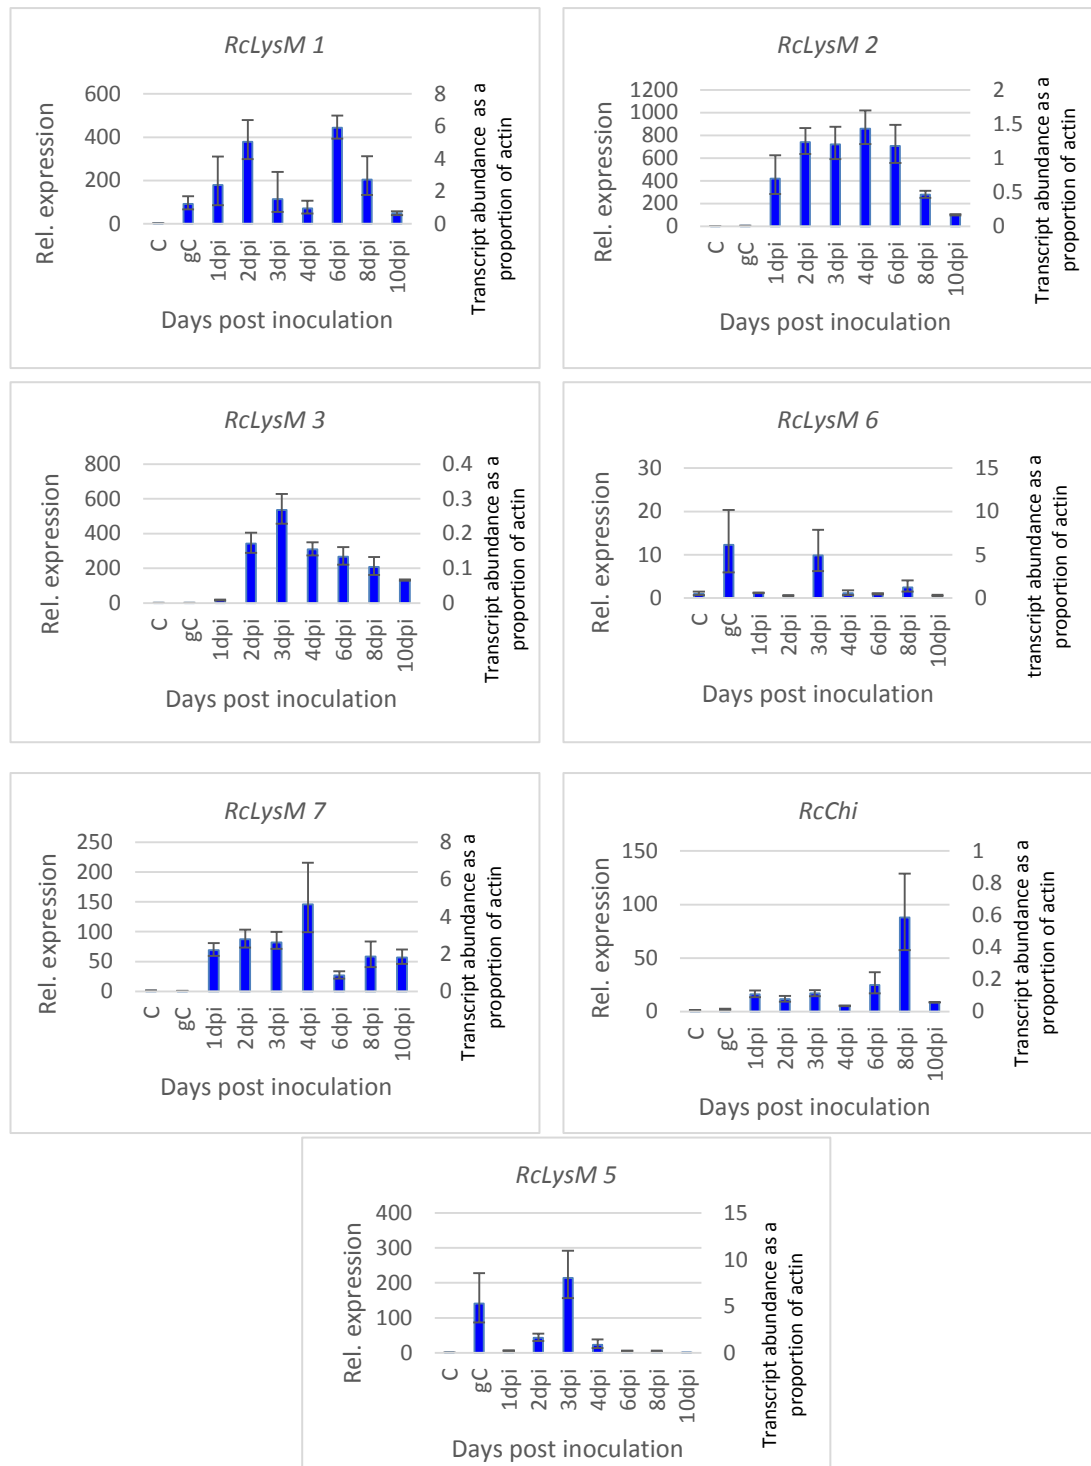 RcLysM 1
600
400
200
0
8
6
4
2
0
Rel. expression
Transcript abundance as a
proportion of actin
C gC 1dpi 2dpi 3dpi 4dpi 6dpi 8dpi 10dpi
Days post inoculation
RcLysM 2
1200
1000
800
600
400
200
0
2
1.5
1
0.5
0
Rel. expression
Transcript abundance as a
proportion of actin
C gC 1dpi 2dpi 3dpi 4dpi 6dpi 8dpi 10dpi
Days post inoculation
RcLysM 3
800
600
400
200
0
0.4
0.3
0.2
0.1
0
Rel. expression
Transcript abundance as a
proportion of actin
C gC 1dpi 2dpi 3dpi 4dpi 6dpi 8dpi 10dpi
Days post inoculation
RcLysM 6
30
20
10
0
15
10
5
0
Rel. expression
transcript abundance as a
proportion of actin
C gC 1dpi 2dpi 3dpi 4dpi 6dpi 8dpi 10dpi
Days post inoculation
RcLysM 7
250
200
150
100
50
0
8
6
4
2
0
Rel. expression
Transcript abundance as a
proportion of actin
C gC 1dpi 2dpi 3dpi 4dpi 6dpi 8dpi 10dpi
Days post inoculation
RcChi
150
100
50
0
1
0.8
0.6
0.4
0.2
0
Rel. expression
Transcript abundance as a
proportion of actin
C gC 1dpi 2dpi 3dpi 4dpi 6dpi 8dpi 10dpi
Days post inoculation
RcLysM 5
400
300
200
100
0
15
10
5
0
Rel. expression
Transcript abundance as a
proportion of actin
C gC 1dpi 2dpi 3dpi 4dpi 6dpi 8dpi 10dpi
Days post inoculation